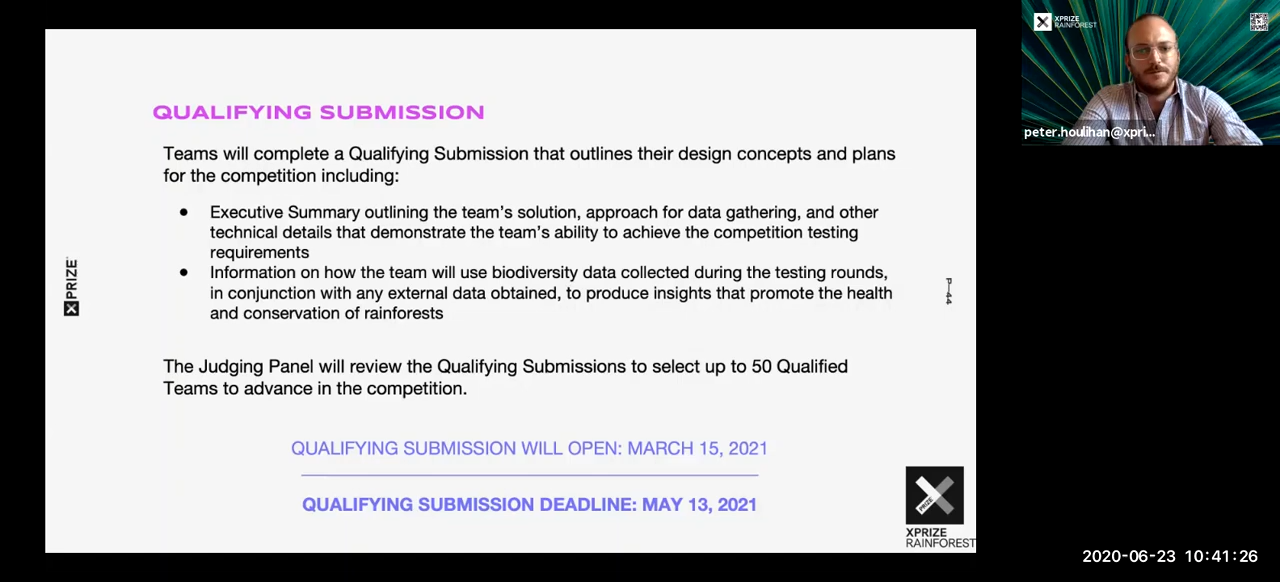 QUALIFYING SUBMISSION
Teams will complete a Qualifying Submission that outlines their design concepts and plans
for the competition including:
● Executive Summary outlining the team's solution, approach for data gathering, and other
technical details that demonstrate the team's ability to achieve the competition testing
requirements
● Information on how the team will use biodiversity data collected during the testing rounds,
in conjunction with any external data obtained, to produce insights that promote the health
and conservation of rainforests
The Judging Panel will review the Qualifying Submissions to select up to 50 Qualified
Teams to advance in the competition.
QUALIFYING SUBMISSION WILL OPEN: MARCH 15, 2021
QUALIFYING SUBMISSION DEADLINE: MAY 13, 2021
XPRIZE
P—44
XPRIZE
XPRIZE
RAINFOREST
XPRIZE
RAINFOREST
peter.houlihan@xpri...
2020-06-23 10:41:26